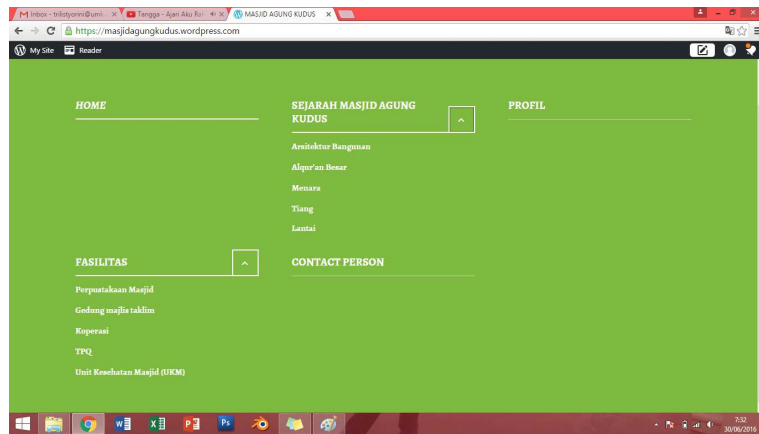 Inbox - trilistyorini@umi...
Tangga - Ajari Aku
MASJID AGUNG KUDUS
https://masjidagungkudus.wordpress.com
My Site
Reader
HOME
SEJARAH MASJID AGUNG
KUDUS
Arsitektur Bangunan
Alqur'an Besar
Menara
Tiang
Lantai
PROFIL
FASILITAS
Perpustakaan Masjid
Gedung majlis taklim
Koperasi
TPQ
Unit Kesehatan Masjid (UKM)
CONTACT PERSON
7:32
30/06/2016